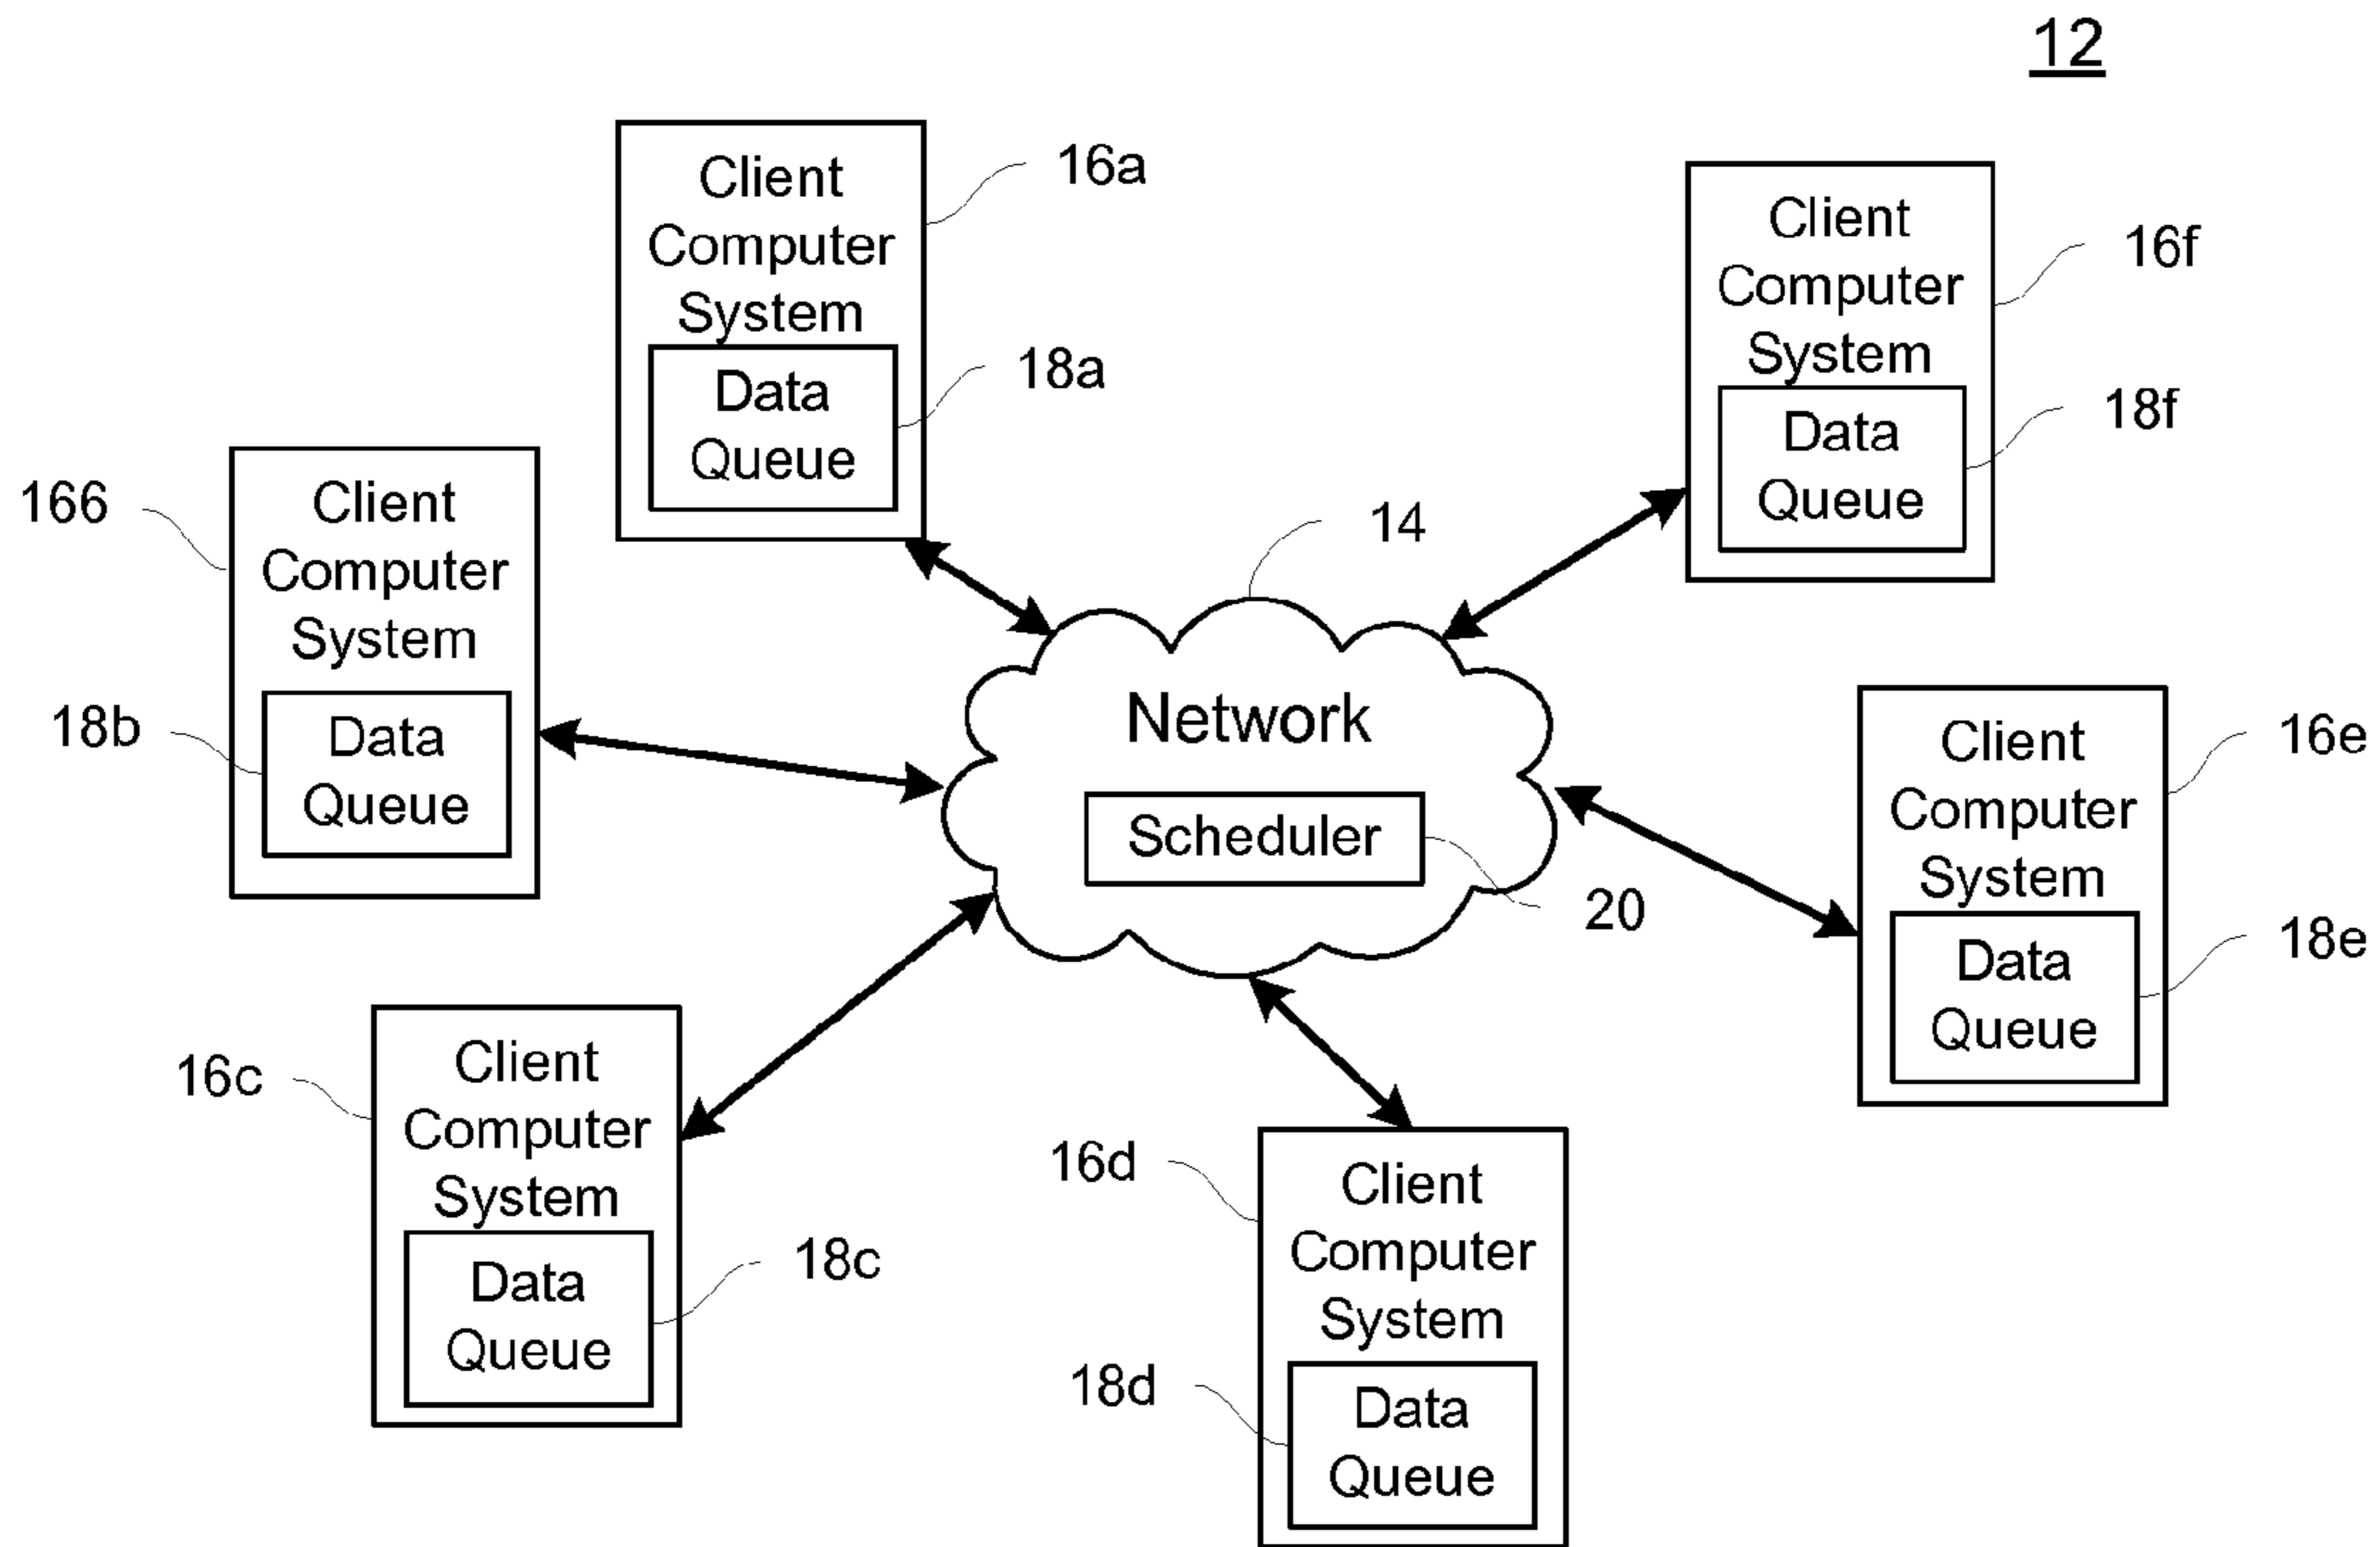 12
Client
Computer
System
16a
Data
Queue
18a
Client
Computer
System
16f
Data
Queue
18f
166
Client
Computer
System
18b
Data
Queue
14
Network
Scheduler
20
Client
Computer
System
16e
Data
Queue
18e
16c
Client
Computer
System
Data
Queue
18c
16d
Client
Computer
System
18d
Data
Queue